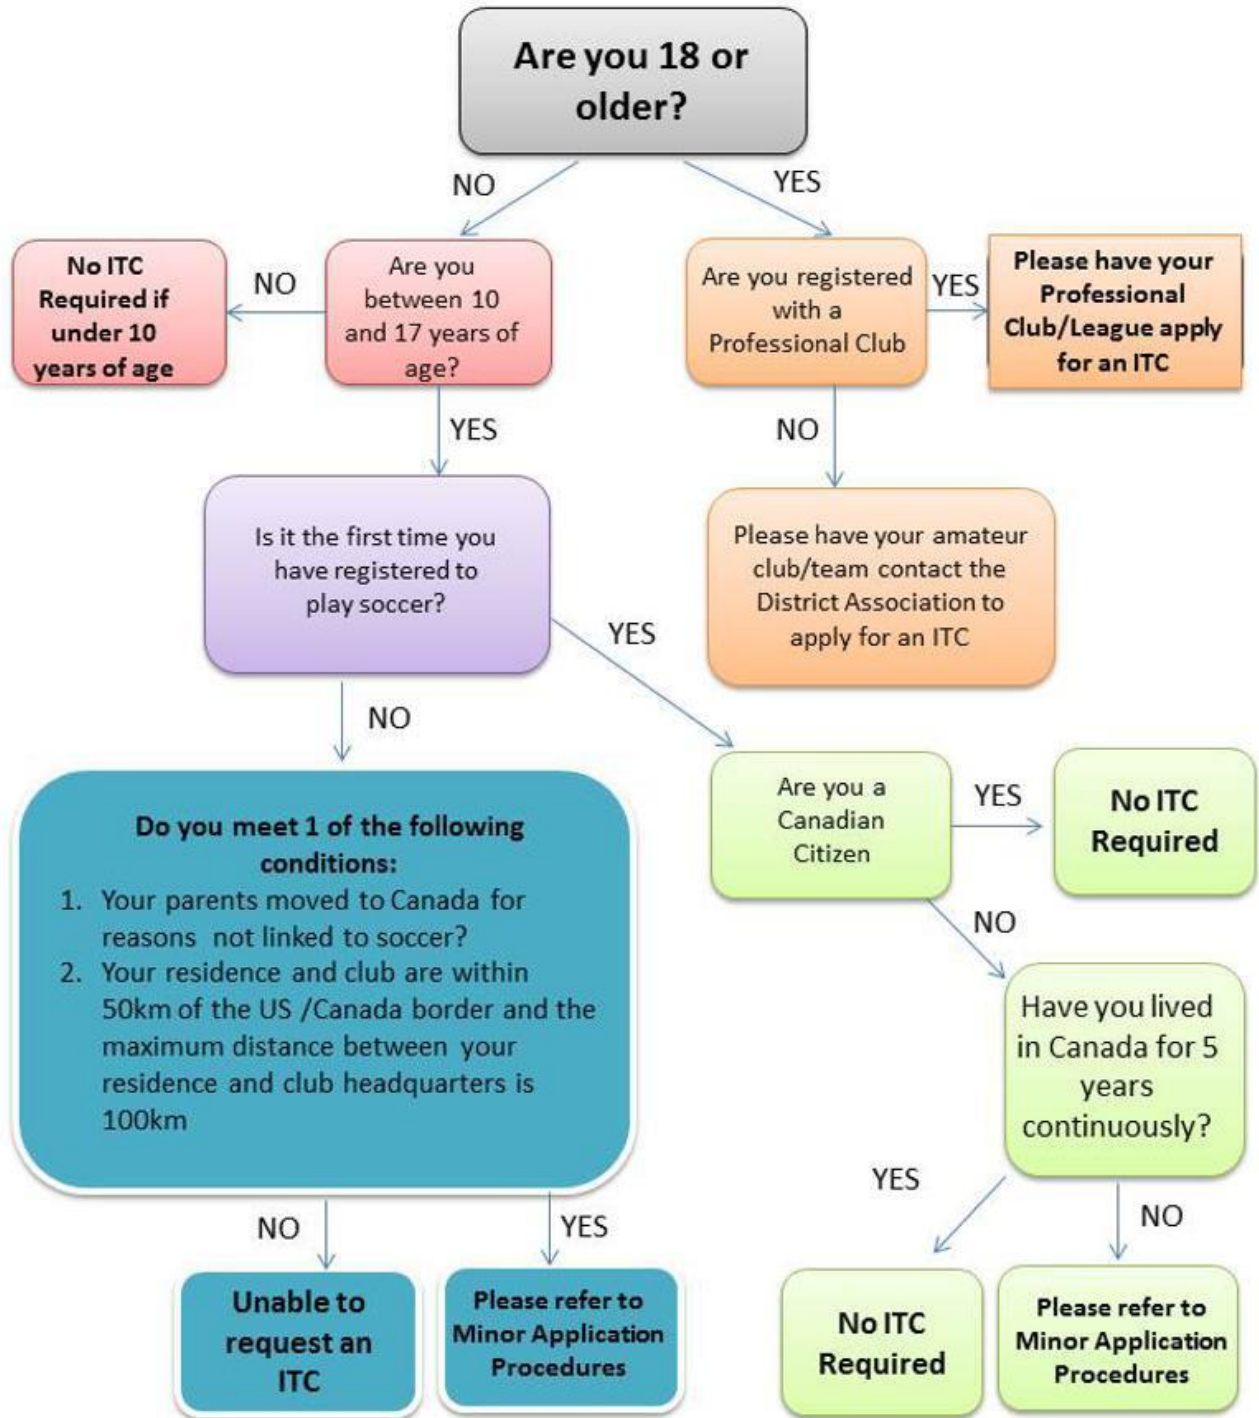 Are you 18 or
older?
NO
YES
No ITC
Required if
under 10
years of age
NO
Are you
between 10
and 17 years of
age?
Are you registered
with a
Professional Club
YES
Please have your
Professional
Club/League apply
for an ITC
YES
NO
Is it the first time you
have registered to
play soccer?
Please have your amateur
club/team contact the
District Association to
apply for an ITC
YES
NO
Do you meet 1 of the following
conditions:
1. Your parents moved to Canada for
reasons not linked to soccer?
2. Your residence and club are within
50km of the US /Canada border and the
maximum distance between your
residence and club headquarters is
100km
Are you a
Canadian
Citizen
YES
No ITC
Required
NO
Have you lived
in Canada for 5
years
continuously?
NO
YES
YES
NO
Unable to
request an
ITC
Please refer to
Minor Application
Procedures
No ITC
Required
Please refer to
Minor Application
Procedures